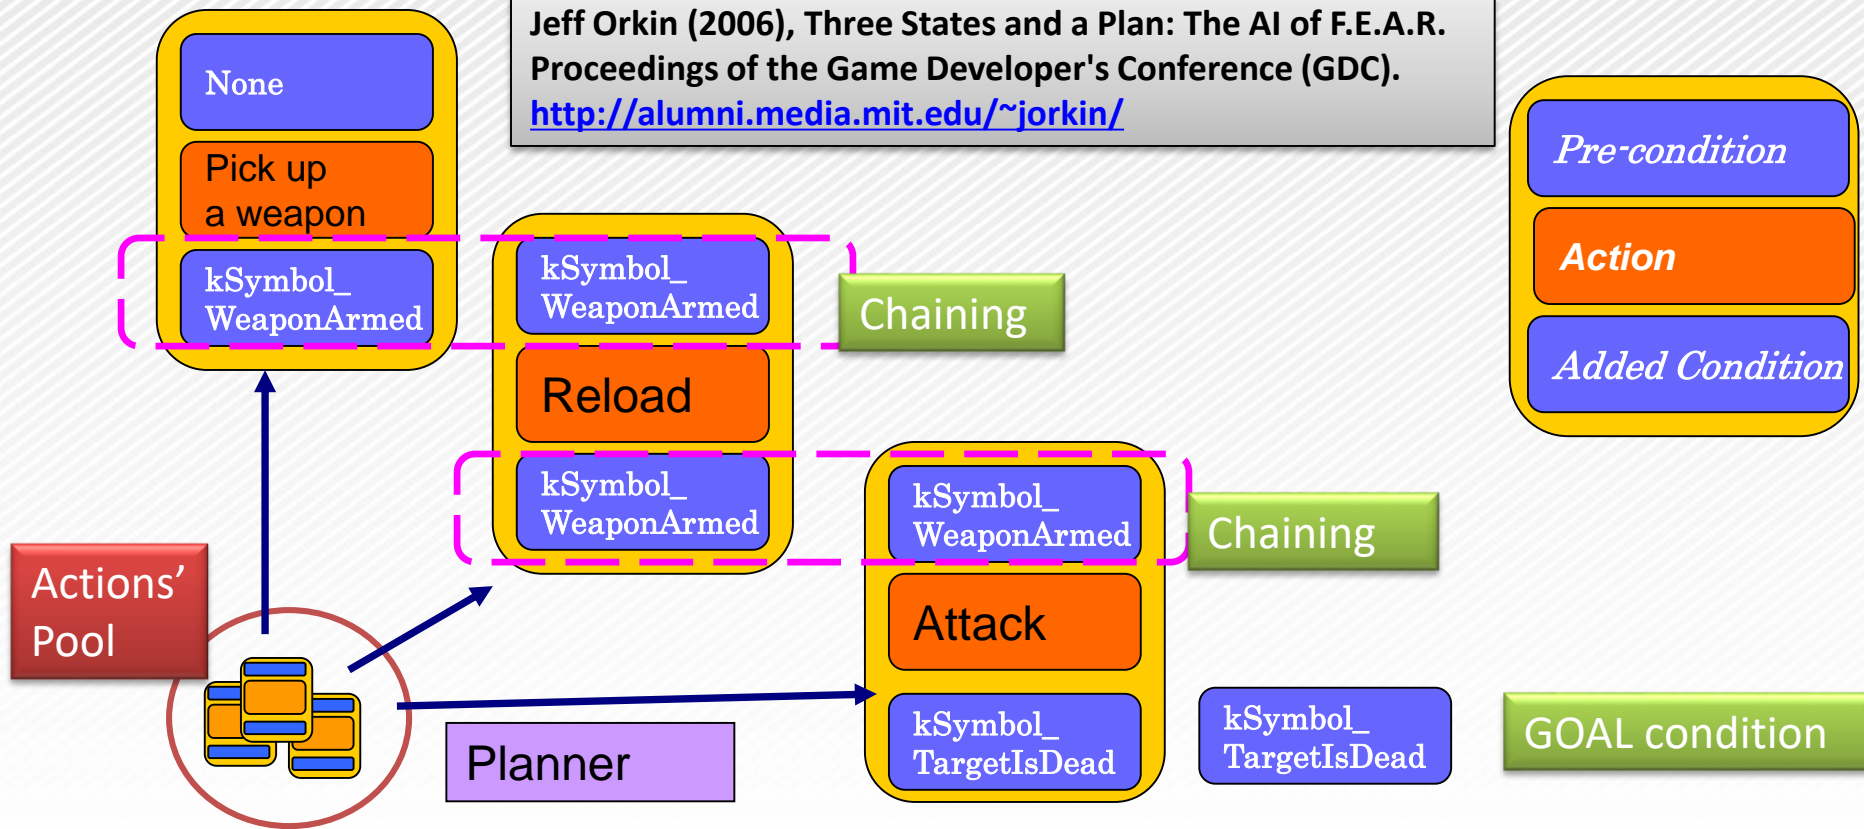 Jeff Orkin (2006), Three States and a Plan: The AI of F.E.A.R.
Proceedings of the Game Developer's Conference (GDC).
http://alumni.media.mit.edu/~jorkin/
None
Pick up
a weapon
kSymbol_
WeaponArmed
kSymbol_
WeaponArmed
Reload
kSymbol_
WeaponArmed
Chaining
kSymbol_
WeaponArmed
Attack
kSymbol_
TargetIsDead
Chaining
Pre-condition
Action
Added Condition
Actions’
Pool
Planner
kSymbol_
TargetIsDead
GOAL condition